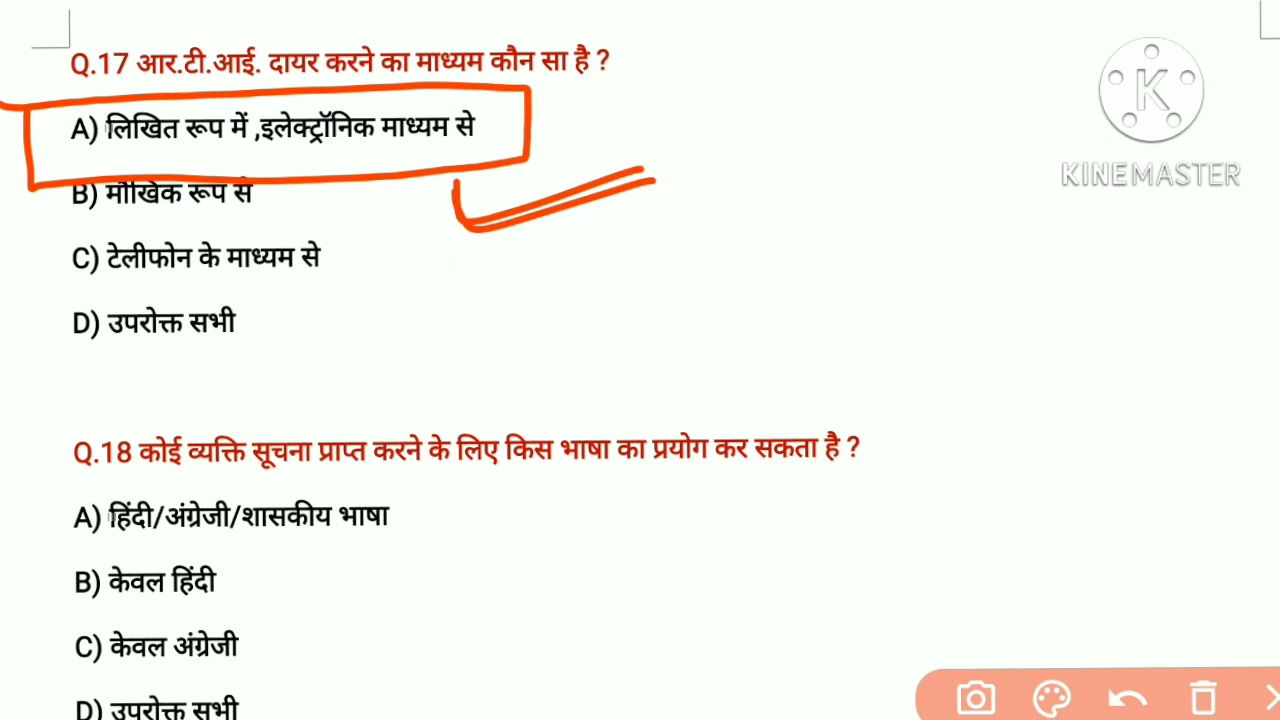 Q.17 आर.टी.आई. दायर करने का माध्यम कौन सा है ?
A) लिखित रूप में ,इलेक्ट्रॉनिक माध्यम से
B) मौखिक रूप से
C) टेलीफोन के माध्यम से
D) उपरोक्त सभी
Q.18 कोई व्यक्ति सूचना प्राप्त करने के लिए किस भाषा का प्रयोग कर सकता है ?
A) हिंदी/अंग्रेजी/शासकीय भाषा
B) केवल हिंदी
C) केवल अंग्रेजी
D) उपरोक्त सभी
K
KINEMASTER